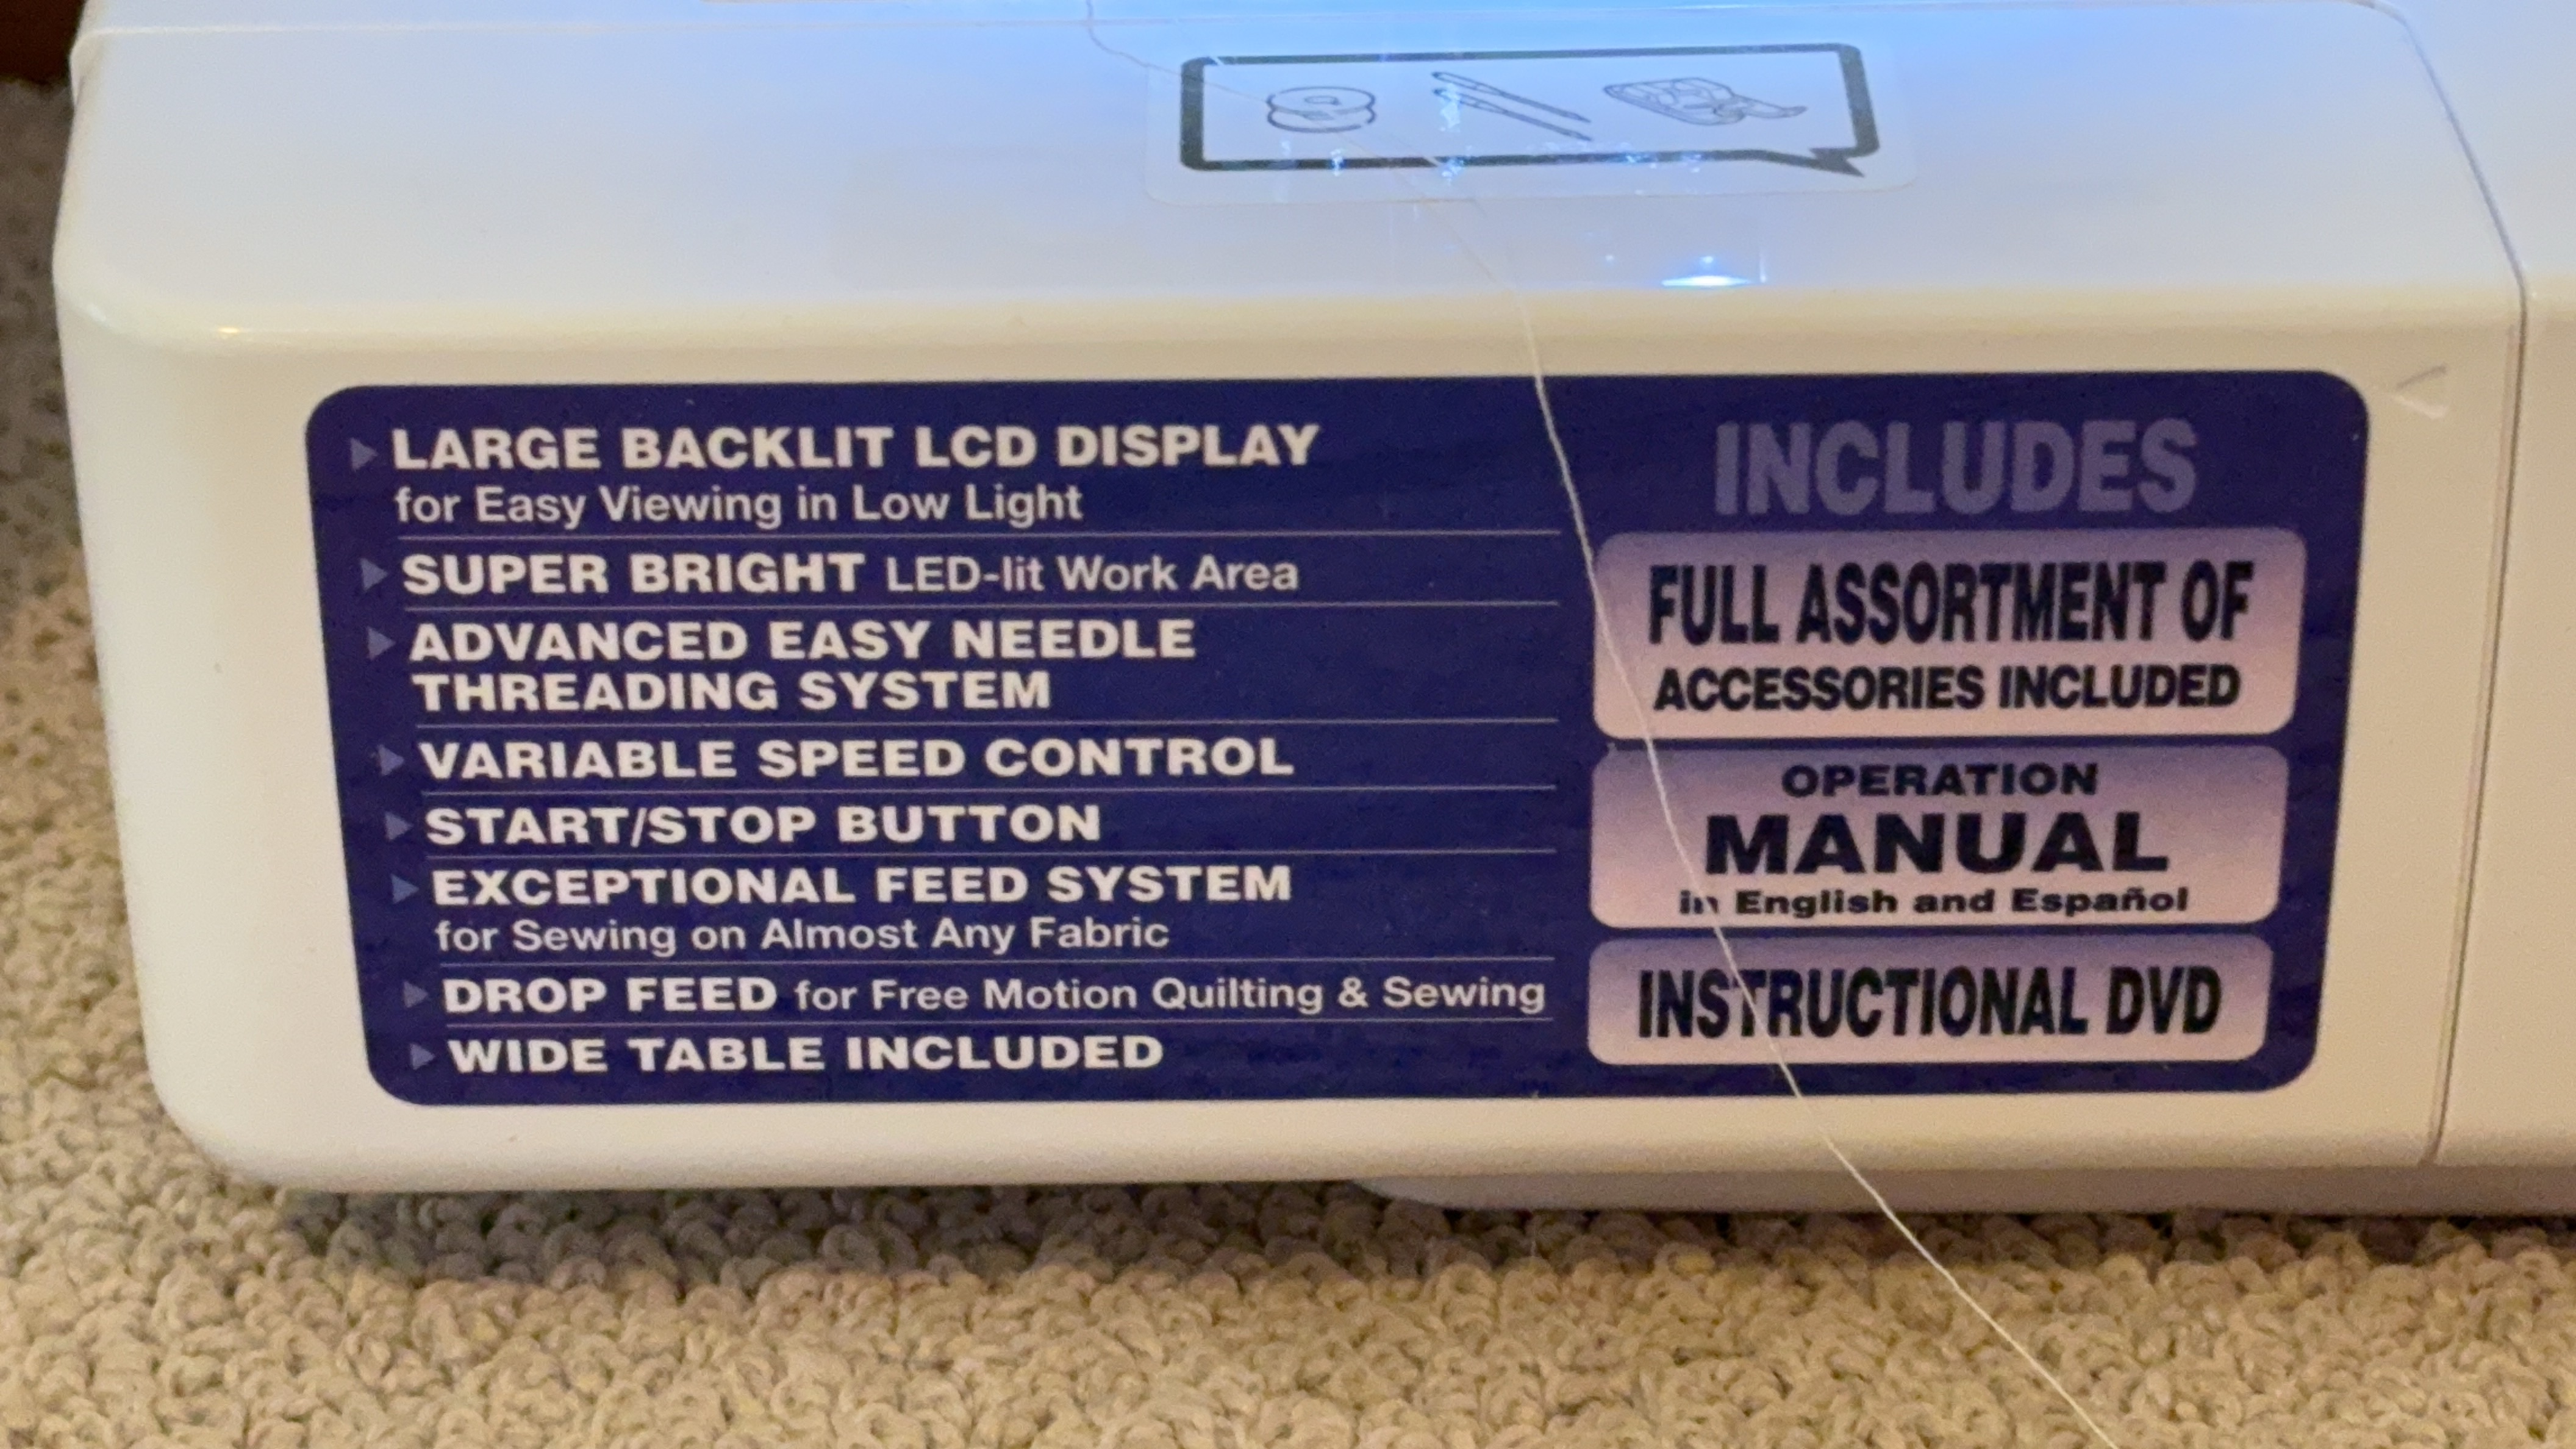 LARGE BACKLIT LCD DISPLAY
for Easy Viewing in Low Light
SUPER BRIGHT LED-lit Work Area
ADVANCED EASY NEEDLE
THREADING SYSTEM
VARIABLE SPEED CONTROL
START/STOP BUTTON
EXCEPTIONAL FEED SYSTEM
for Sewing on Almost Any Fabric
DROP FEED for Free Motion Quilting & Sewing
WIDE TABLE INCLUDED
INCLUDES
FULL ASSORTMENT OF
ACCESSORIES INCLUDED
OPERATION
MANUAL
in English and Español
INSTRUCTIONAL DVD